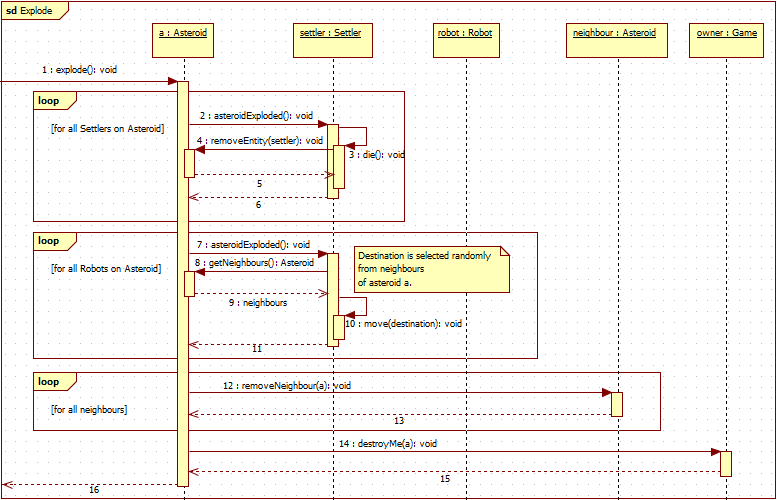 sd Explode
a : Asteroid
settler : Settler
robot : Robot
neighbour : Asteroid
owner : Game
1 : explode(): void
loop
[for all Settlers on Asteroid]
2 : asteroidExploded(): void
4 : removeEntity(settler): void
3 : die(): void
5
6
loop
[for all Robots on Asteroid]
7 : asteroidExploded(): void
Destination is selected randomly
from neighbours
of asteroid a.
8 : getNeighbours(): Asteroid
9 : neighbours
10 : move(destination): void
11
loop
[for all neighbours]
12 : removeNeighbour(a): void
13
14 : destroyMe(a): void
15
16